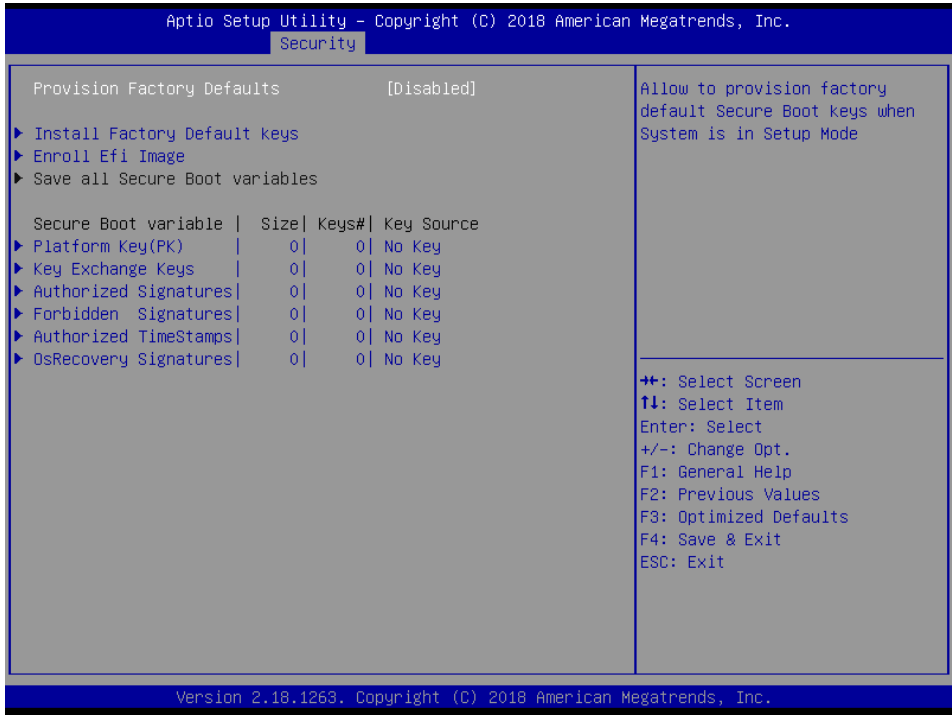 Aptio Setup Utility – Copyright (C) 2018 American Megatrends, Inc.
Security
Provision Factory Defaults [Disabled]
▶ Install Factory Default keys
▶ Enroll Efi Image
▶ Save all Secure Boot variables
Secure Boot variable | Size| Keys#| Key Source
▶ Platform Key(PK) | 0| 0| No Key
▶ Key Exchange Keys | 0| 0| No Key
▶ Authorized Signatures| 0| 0| No Key
▶ Forbidden Signatures| 0| 0| No Key
▶ Authorized TimeStamps| 0| 0| No Key
▶ OsRecovery Signatures| 0| 0| No Key
Allow to provision factory
default Secure Boot keys when
System is in Setup Mode
→←: Select Screen
↑↓: Select Item
Enter: Select
+/-: Change Opt.
F1: General Help
F2: Previous Values
F3: Optimized Defaults
F4: Save & Exit
ESC: Exit
Version 2.18.1263. Copyright (C) 2018 American Megatrends, Inc.